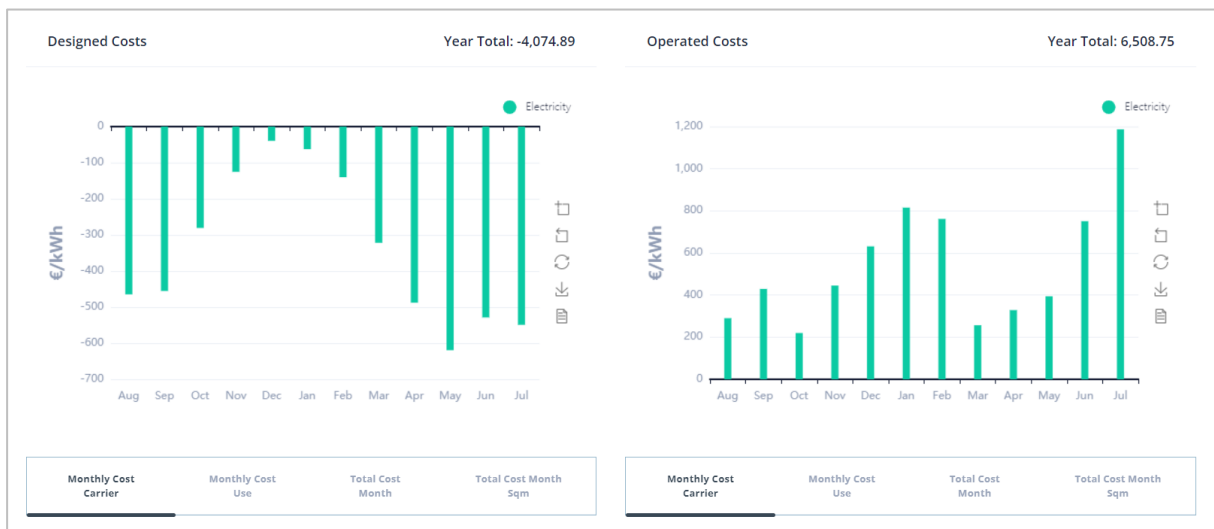 Designed Costs
Year Total: -4,074.89
Electricity
0
-100
-200
-300
-400
-500
-600
-700
€/kWh
Aug Sep Oct Nov Dec Jan Feb Mar Apr May Jun Jul
Monthly Cost
Carrier
Monthly Cost
Use
Total Cost
Month
Total Cost Month
Sqm
Operated Costs
Year Total: 6,508.75
Electricity
1,200
1,000
800
600
400
200
0
€/kWh
Aug Sep Oct Nov Dec Jan Feb Mar Apr May Jun Jul
Monthly Cost
Carrier
Monthly Cost
Use
Total Cost
Month
Total Cost Month
Sqm